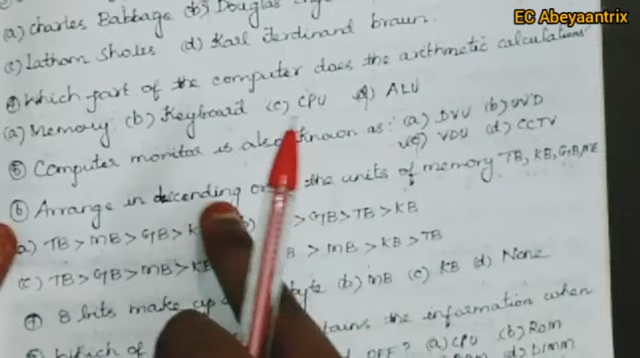 EC Abeyaantrix
(a) Charles Babbage (b) Douglas
(c) Lathom Sholes (d) Karl Ferdinand braun.
④ Which part of the computer does the arethmetic calculations
(a) Memory (b) Keyboard (c) CPU (d) ALU
⑤ Computer monitor is also known as: (a) DVU (b) UVD
(c) VDU (d) CCTV
⑥ Arrange in descending the units of memory TB, KB, GB, MB
(a) TB > MB > GB > K > GB > TB > KB
(c) TB > GB > MB > KB B > MB > KB > TB
⑦ 8 bits make up (b) MB (c) KB (d) None
the information when
which of OFF? (a) CPU (b) ROM
(d) DIMM